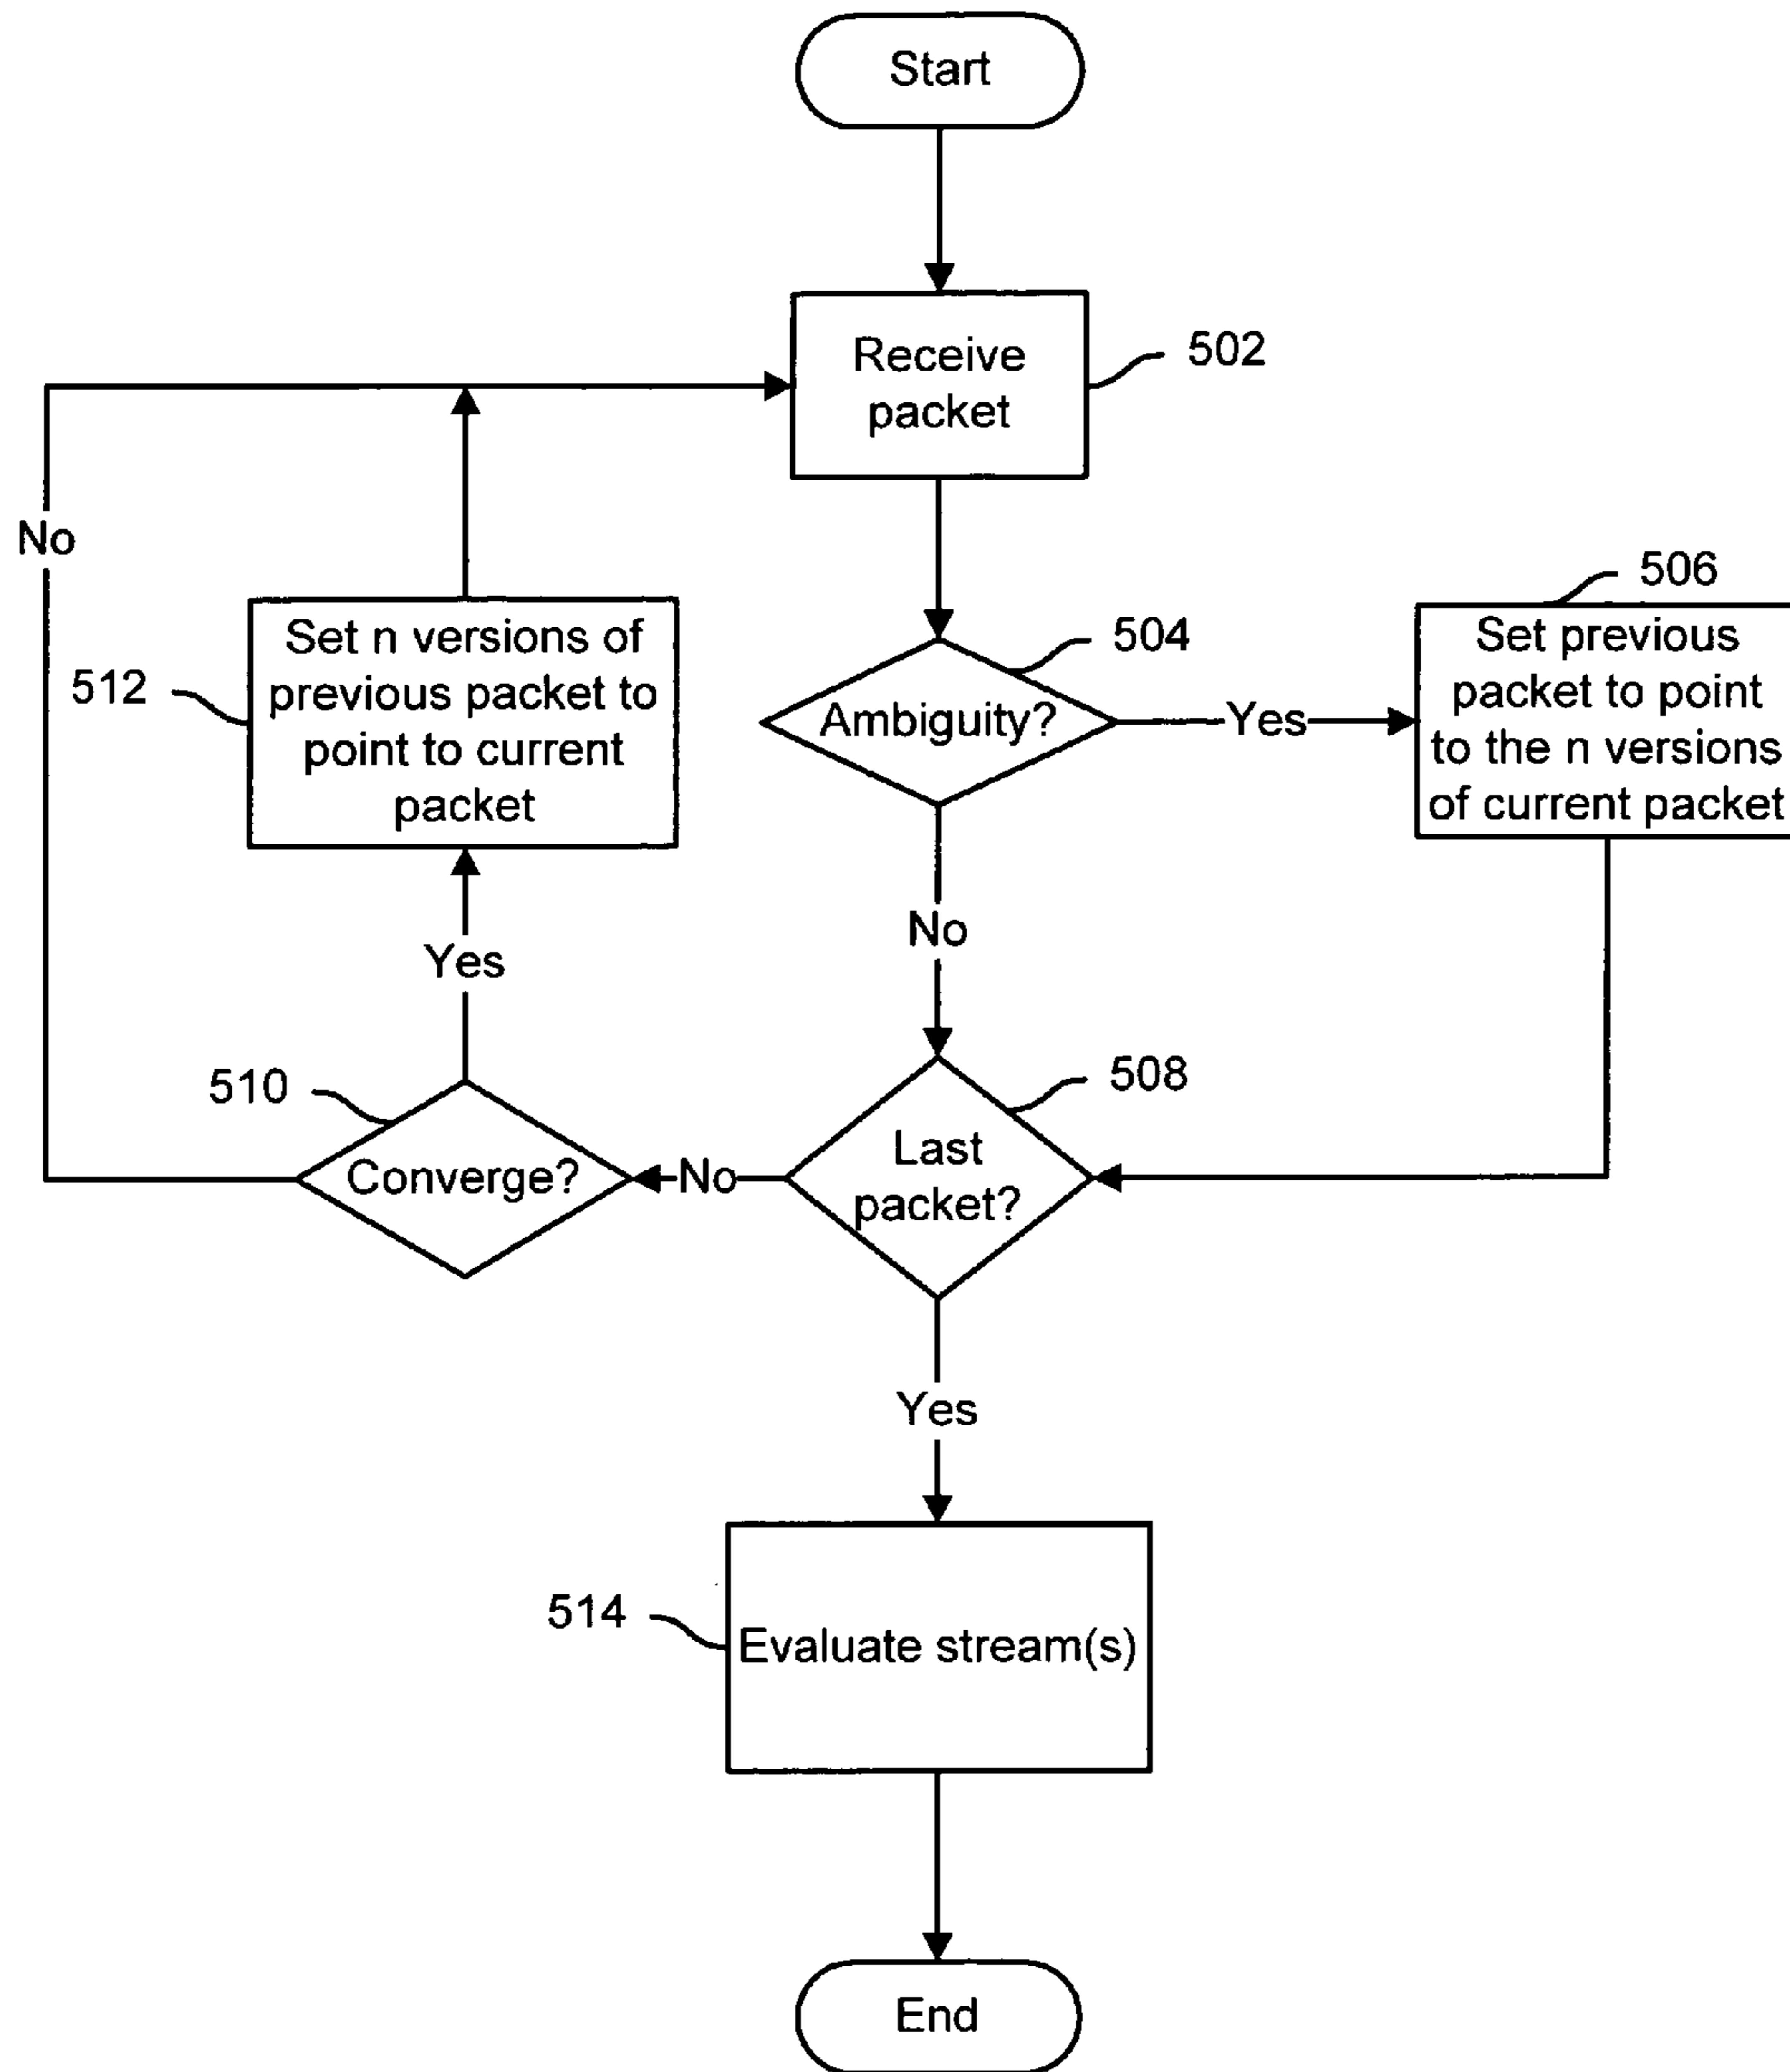 Start
Receive
packet
502
No
506
Set previous
packet to point
to the n versions
of current packet
504
Ambiguity?
Yes
Set n versions of
previous packet to
point to current
packet
512
No
Yes
510
Converge?
No
508
Last
packet?
Yes
514
Evaluate stream(s)
End